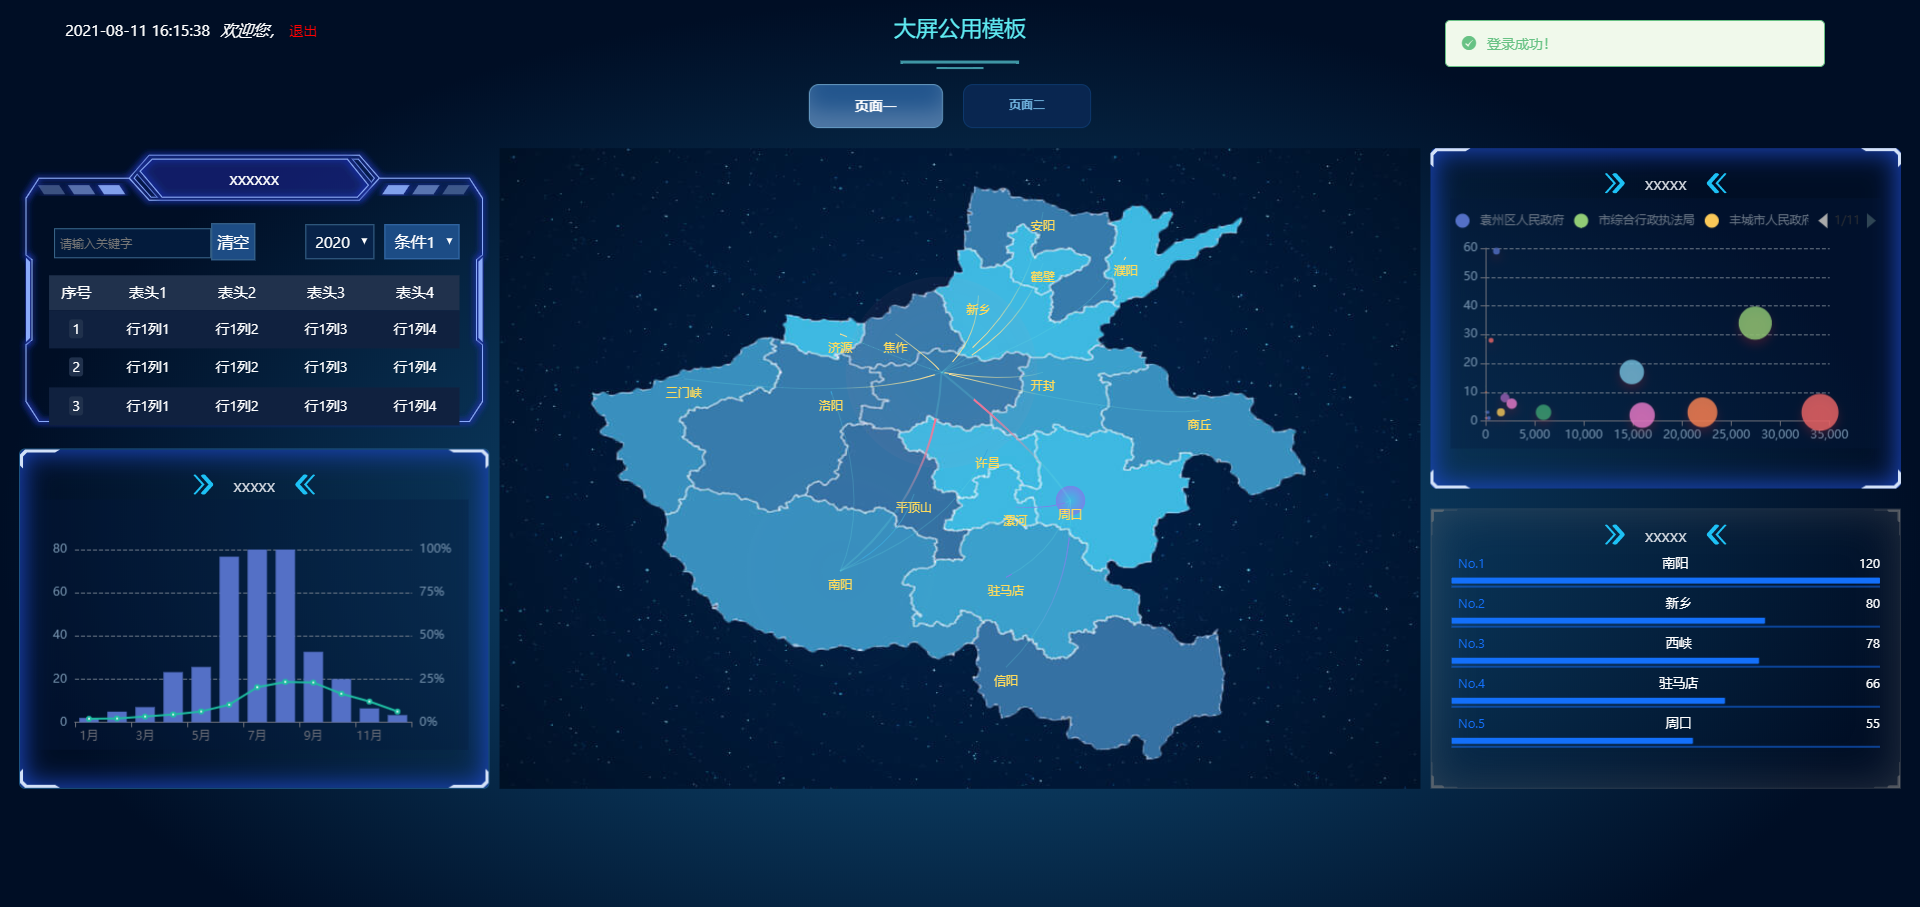 2021-08-11 16:15:38 欢迎您, 退出
大屏公用模板
登录成功!
页面一 页面二
xxxxxx
请输入关键字 清空 2020 条件1
序号 表头1 表头2 表头3 表头4
1 行1列1 行1列2 行1列3 行1列4
2 行1列1 行1列2 行1列3 行1列4
3 行1列1 行1列2 行1列3 行1列4
xxxxx
80 100%
60 75%
40 50%
20 25%
0 0%
1月 3月 5月 7月 9月 11月
安阳
鹤壁
濮阳
新乡
济源
焦作
开封
三门峡
洛阳
商丘
许昌
平顶山
漯河
周口
南阳
驻马店
信阳
xxxxx
袁州区人民政府 市综合行政执法局 丰城市人民政府 1/11
60
50
40
30
20
10
0
0 5,000 10,000 15,000 20,000 25,000 30,000 35,000
xxxxx
No.1 南阳 120
No.2 新乡 80
No.3 西峡 78
No.4 驻马店 66
No.5 周口 55